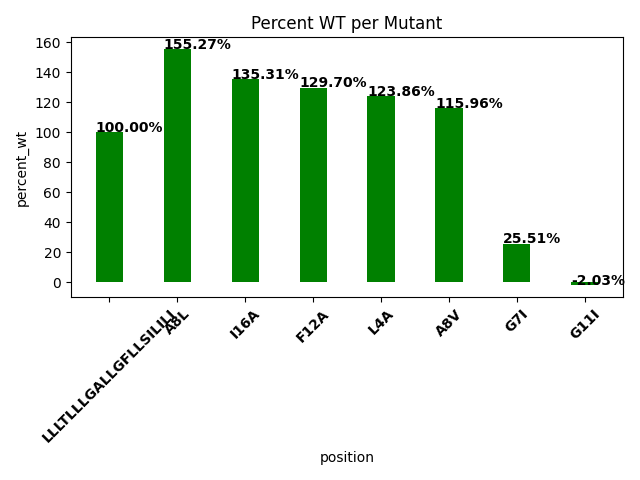 Percent WT per Mutant
160
140
120
100
80
60
40
20
0
percent_wt
100.00%
155.27%
135.31%
129.70%
123.86%
115.96%
25.51%
-2.03%
LLLTLLLGALLGFLLSILILI
A8L
I16A
F12A
L4A
A8V
G7I
G11I
position